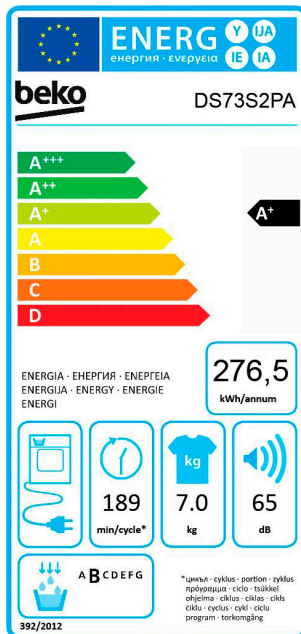 ENERG Y IJA
енергия · ενεργεια IE IA
beko
DS73S2PA
A+++
A++
A+
A+
A
B
C
D
ENERGIA · ЕНЕРГИЯ · ΕΝΕΡΓΕΙΑ
ENERGIJA · ENERGY · ENERGIE
ENERGI
276,5
kWh/annum
189
min/cycle*
kg
7.0
kg
65
dB
A B C D E F G
*цикъл · cyklus · portion · zyklus
πρόγραμμα · ciclo · tsükkel
ohjelma · ciklus · ciklas · cikls
ċiklu · cyclus · cykl · ciclu
program · torkomgång
392/2012